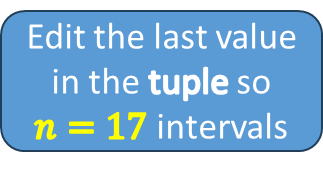 Edit the last value
in the tuple so
n = 17 intervals